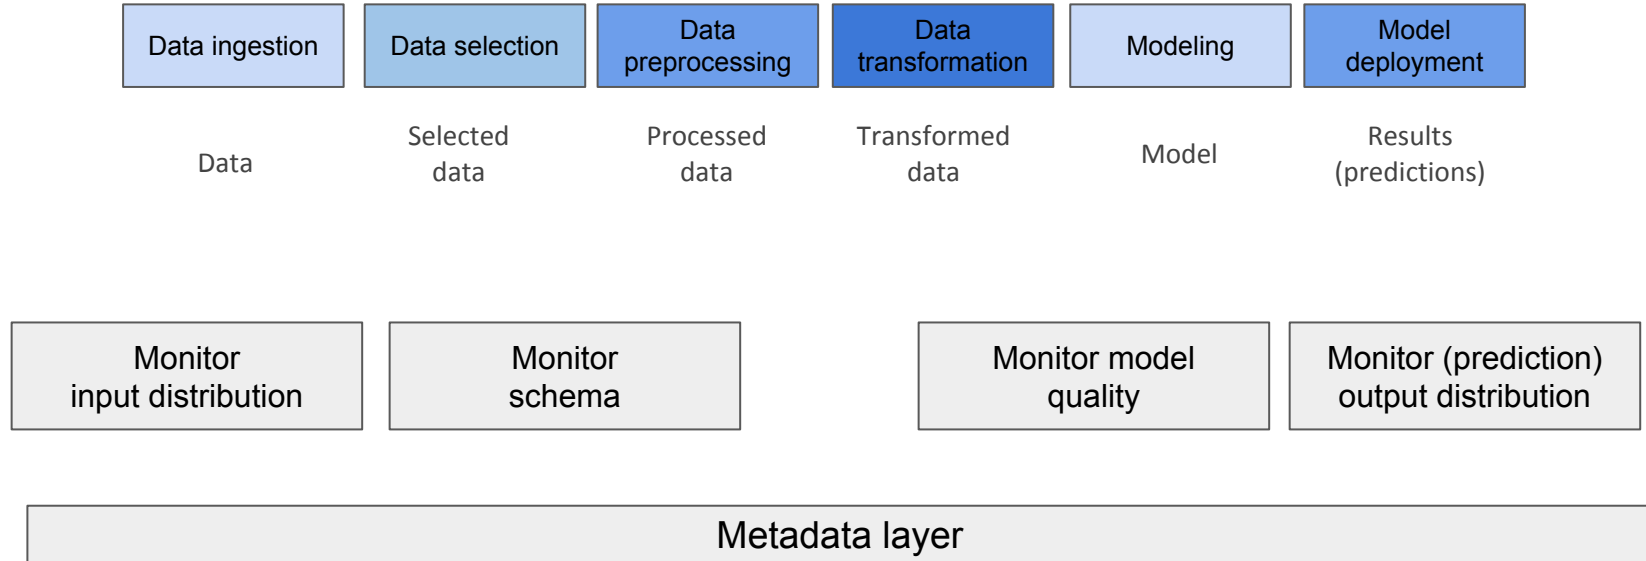 Data ingestion
Data selection
Data
preprocessing
Data
transformation
Modeling
Model
deployment
Data
Selected
data
Processed
data
Transformed
data
Model
Results
(predictions)
Monitor
input distribution
Monitor
schema
Monitor model
quality
Monitor (prediction)
output distribution
Metadata layer